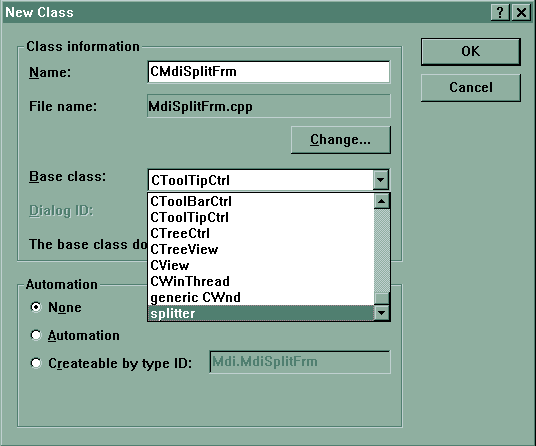 New Class
Class information
Name: CMdiSplitFrm
OK
File name: MdiSplitFrm.cpp
Cancel
Change...
Base class: CToolTipCtrl
CToolBarCtrl
Dialog ID: CToolTipCtrl
CTreeCtrl
The base class do CTreeView
CView
CWinThread
Automation
generic CWnd
None
splitter
Automation
Createable by type ID: Mdi.MdiSplitFrm